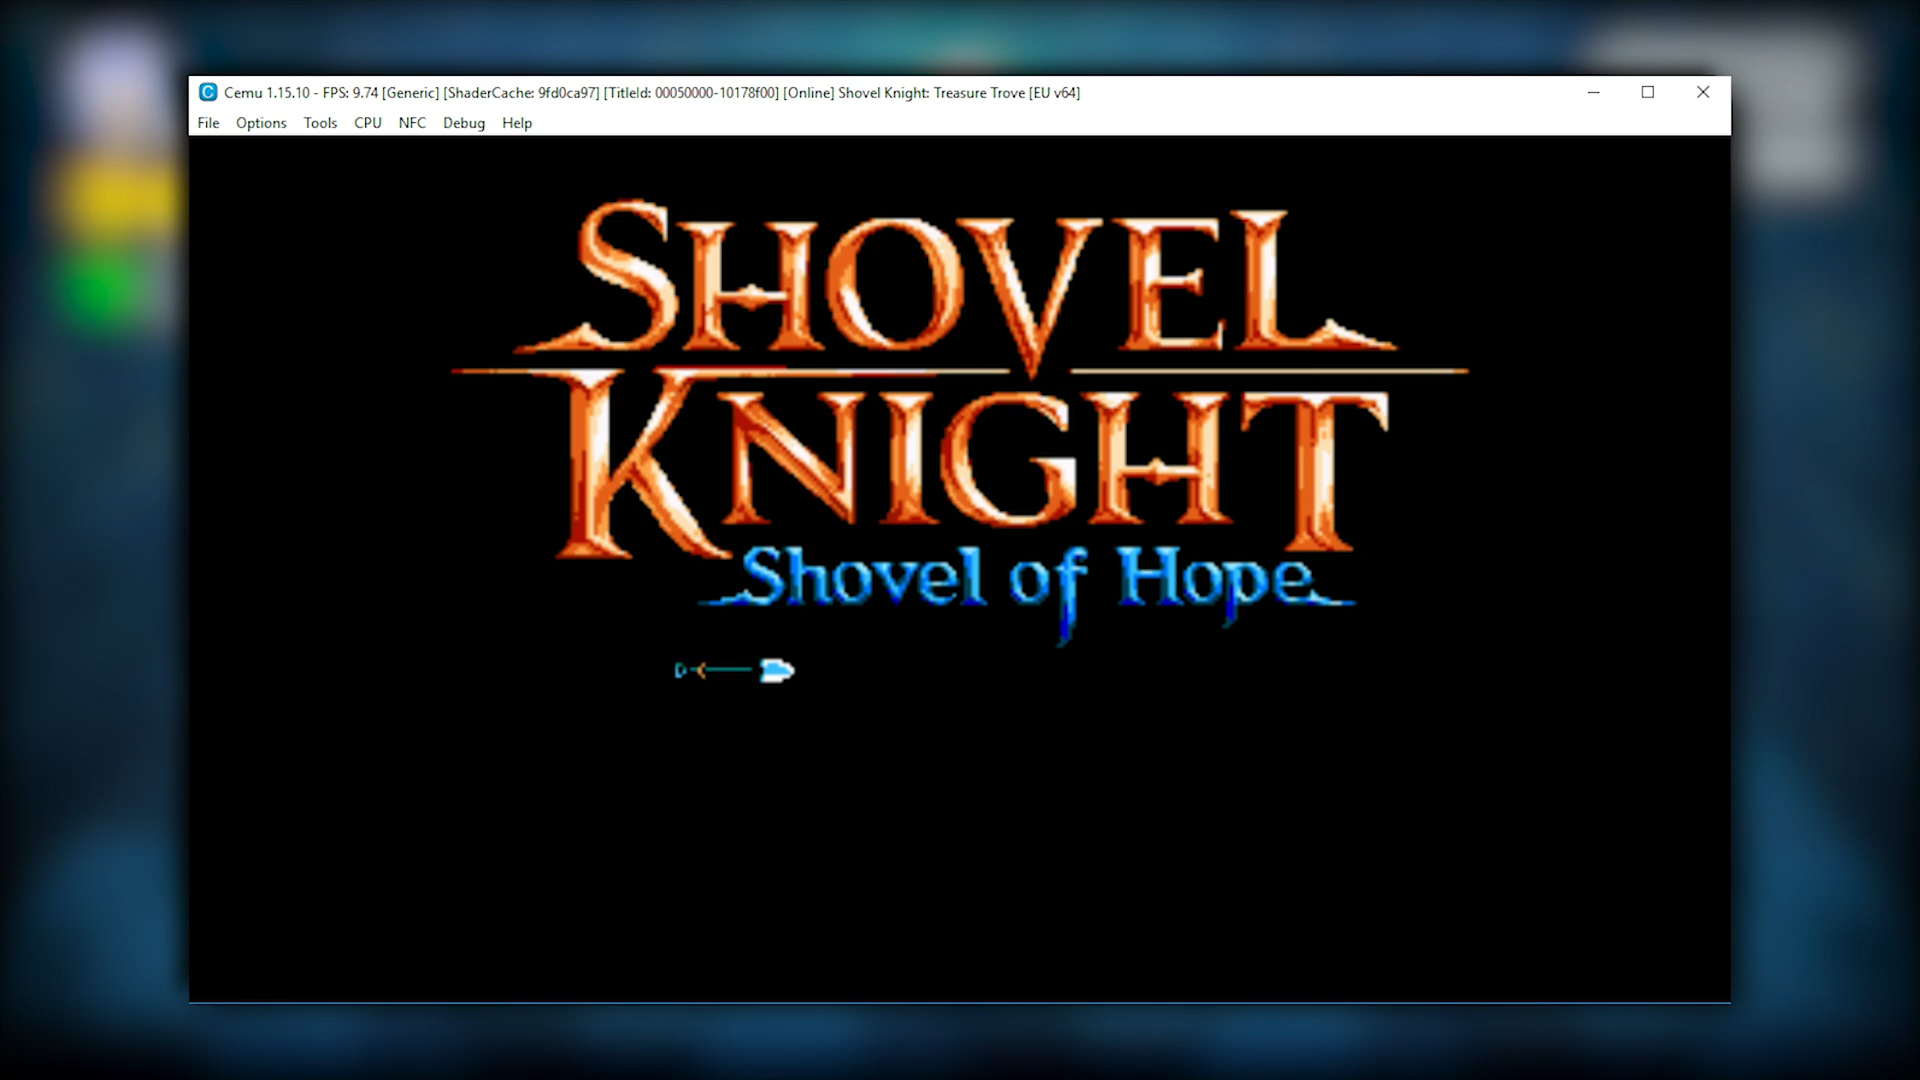 Cemu 1.15.10 - FPS: 9.74 [Generic] [ShaderCache: 9fd0ca97] [TitleId: 00050000-10178f00] [Online] Shovel Knight: Treasure Trove [EU v64]
File Options Tools CPU NFC Debug Help
SHOVEL
KNIGHT
Shovel of Hope